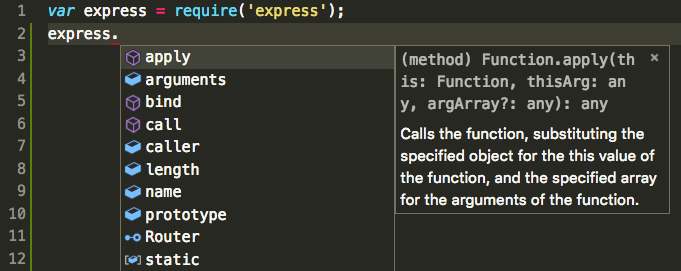 1 var express = require('express');
2 express.
3 apply
4 arguments
5 bind
6 call
7 caller
8 length
9 name
10 prototype
11 Router
12 static
(method) Function.apply(th ×
is: Function, thisArg: an
y, argArray?: any): any
Calls the function, substituting the
specified object for the this value of
the function, and the specified array
for the arguments of the function.